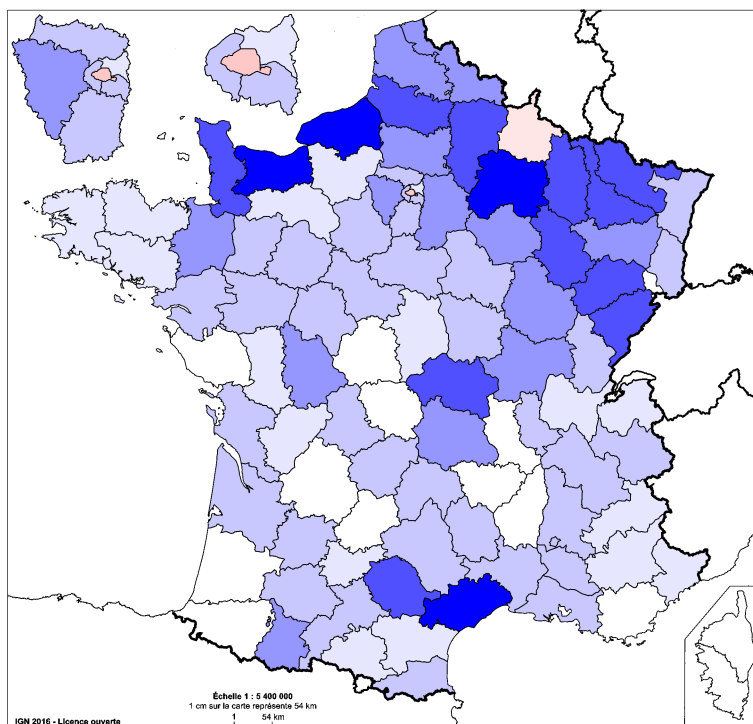 Échelle 1 : 5 400 000
1 cm sur la carte représente 54 km
1 54 km
IGN 2016 - Licence ouverte